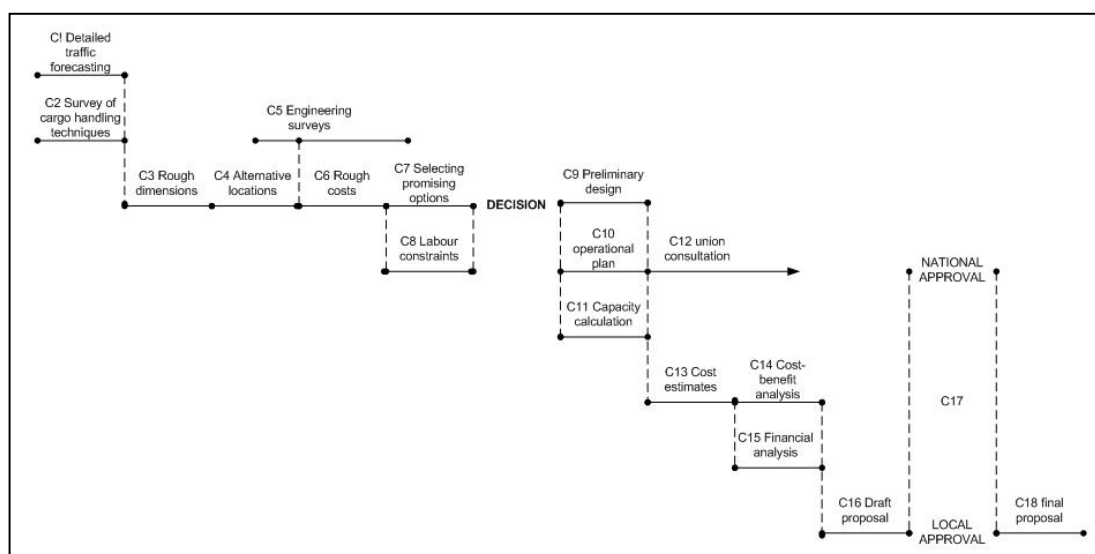 C! Detailed
traffic
forecasting
C2 Survey of
cargo handling
techniques
C5 Engineering
surveys
C3 Rough
dimensions
C4 Alternative
locations
C6 Rough
costs
C7 Selecting
promising
options
DECISION
C8 Labour
constraints
C9 Preliminary
design
C10
operational
plan
C12 union
consultation
C11 Capacity
calculation
NATIONAL
APPROVAL
C13 Cost
estimates
C14 Cost-
benefit
analysis
C17
C15 Financial
analysis
C16 Draft
proposal
LOCAL
APPROVAL
C18 final
proposal